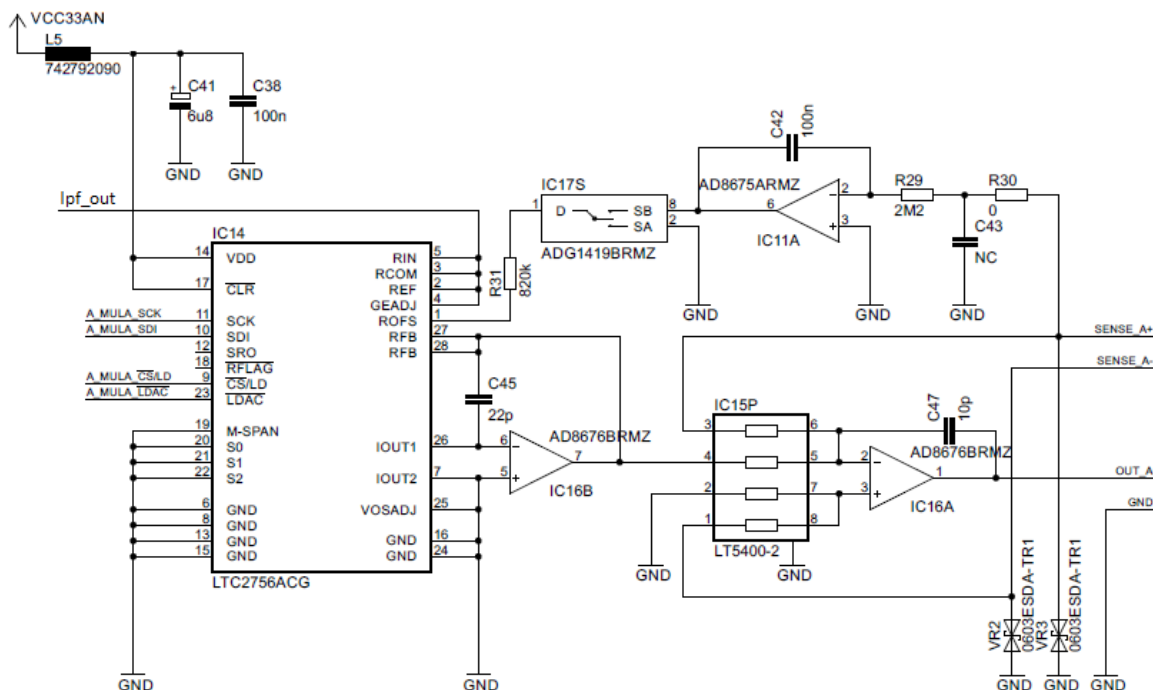 VCC33AN
L5
742792090
C41
+
6u8
C38
100n
GND
GND
lpf_out
IC14
14 VDD
17 CLR
A_MULA_SCK 11 SCK
A_MULA_SDI 10 SDI
12 SRO
18 RFLAG
A_MULA_CS/LD 9 CS/LD
A_MULA_LDAC 23 LDAC
19 M-SPAN
20 S0
21 S1
22 S2
6 GND
8 GND
13 GND
15 GND
RIN 5
RCOM 3
REF 2
GEADJ 4
ROFS 1
RFB 27
RFB 28
IOUT1 26
IOUT2 7
VOSADJ 25
GND 16
GND 24
LTC2756ACG
GND
GND
R31
820k
IC17S
1 D SB 8
SA 2
ADG1419BRMZ
GND
C42
100n
AD8675ARMZ
6 - 2
+ 3
IC11A
GND
R29
2M2
R30
0
C43
NC
GND
C45
22p
AD8676BRMZ
6 -
5 +
7
IC16B
IC15P
3 6
4 5
2 7
1 8
LT5400-2
GND
GND
C47
10p
AD8676BRMZ
2 -
3 +
1
IC16A
SENSE_A+
SENSE_A-
OUT_A
GND
VR2
0603ESDA-TR1
VR3
0603ESDA-TR1
GND
GND
GND